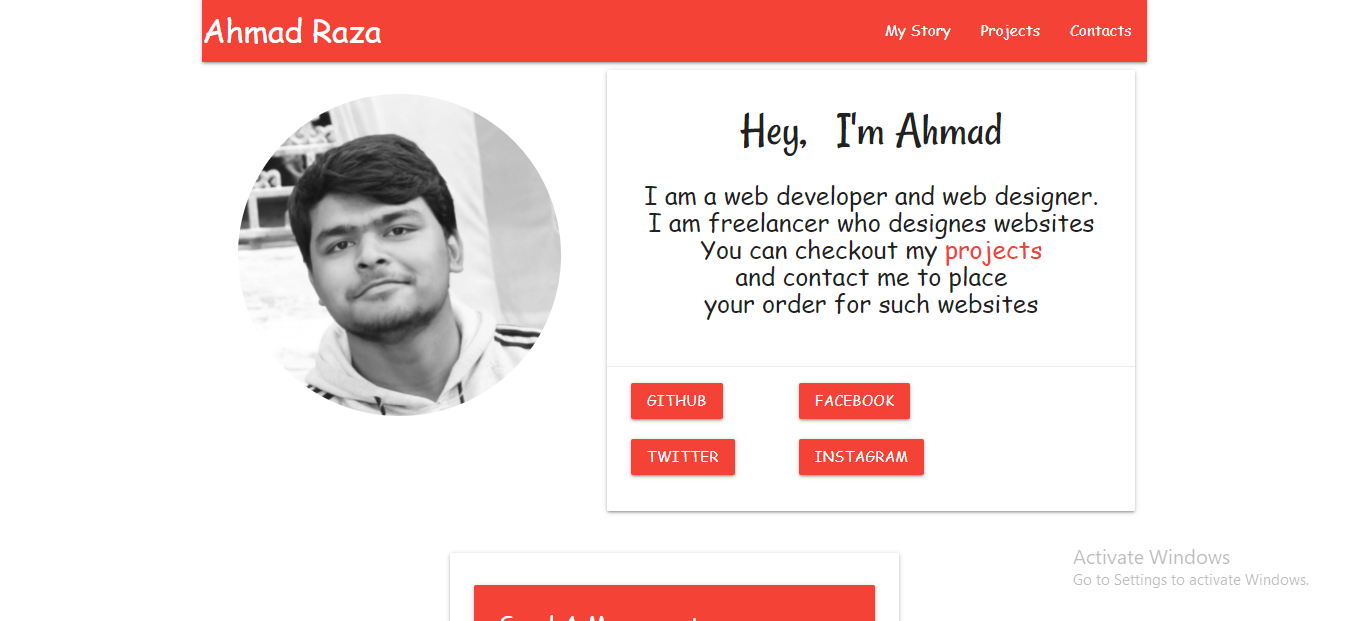 Ahmad Raza
My Story Projects Contacts
Hey, I'm Ahmad
I am a web developer and web designer.
I am freelancer who designes websites
You can checkout my projects
and contact me to place
your order for such websites
GITHUB FACEBOOK
TWITTER INSTAGRAM
Activate Windows
Go to Settings to activate Windows.